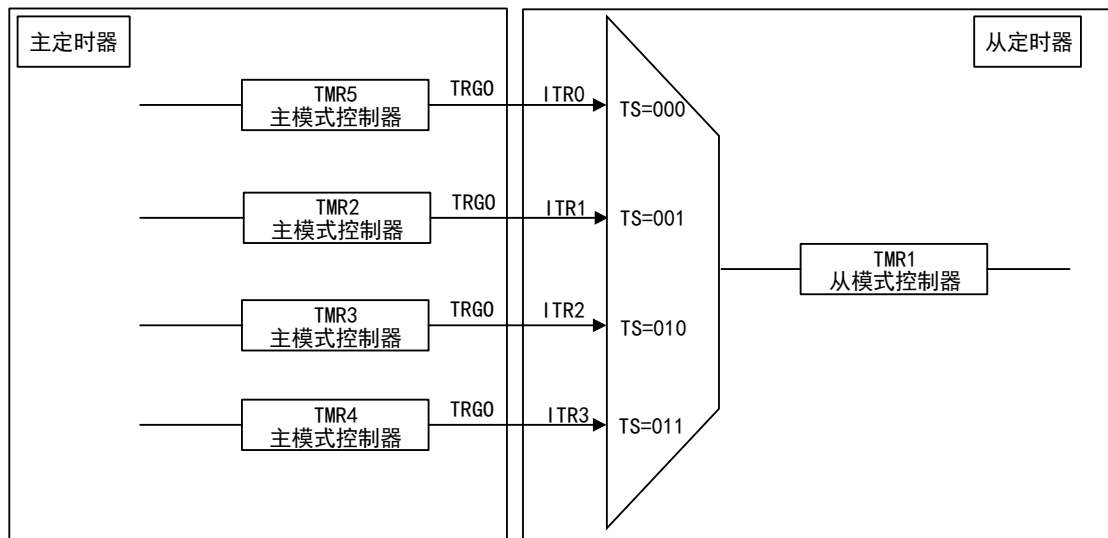 主定时器
从定时器
TMR5
主模式控制器
TRGO
ITR0
TS=000
TMR2
主模式控制器
TRGO
ITR1
TS=001
TMR1
从模式控制器
TMR3
主模式控制器
TRGO
ITR2
TS=010
TMR4
主模式控制器
TRGO
ITR3
TS=011